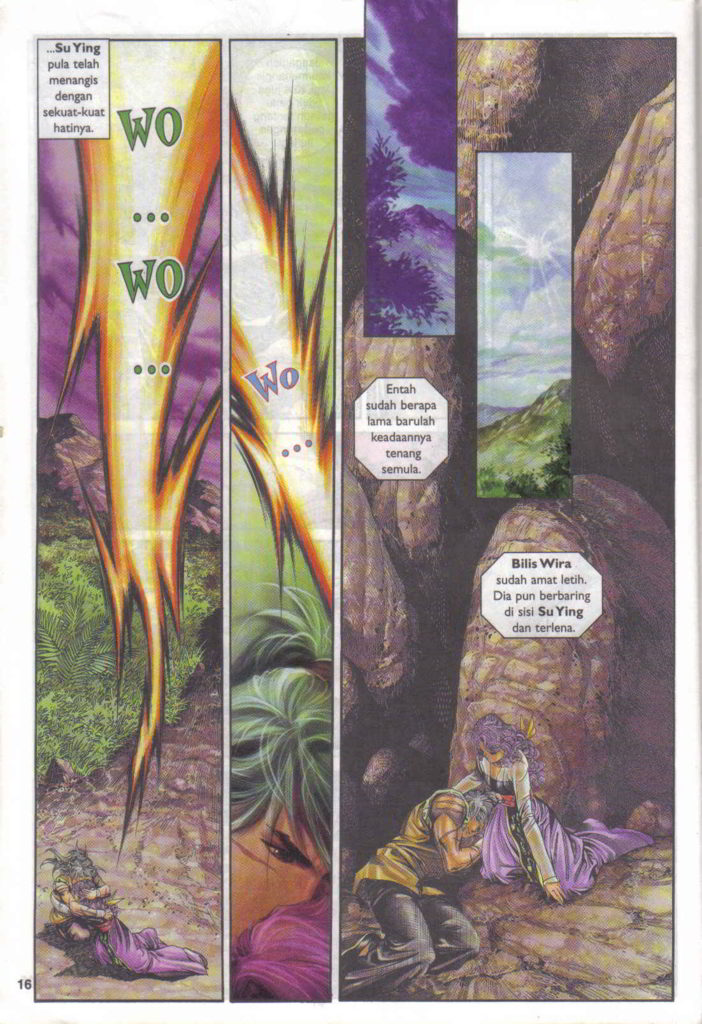 ...Su Ying
pula telah
menangis
dengan
sekuat-kuat
hatinya.
WO
...
WO
...
WO
...
Entah
sudah berapa
lama barulah
keadaannya
tenang
semula.
Bilis Wira
sudah amat letih.
Dia pun berbaring
di sisi Su Ying
dan terlena.
16